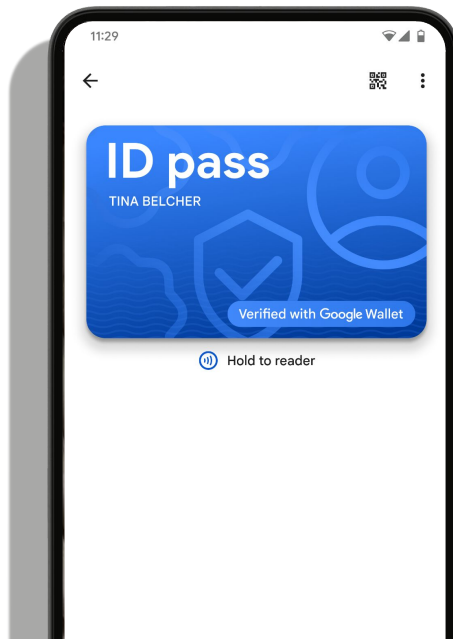 11:29
ID pass
TINA BELCHER
Verified with Google Wallet
Hold to reader